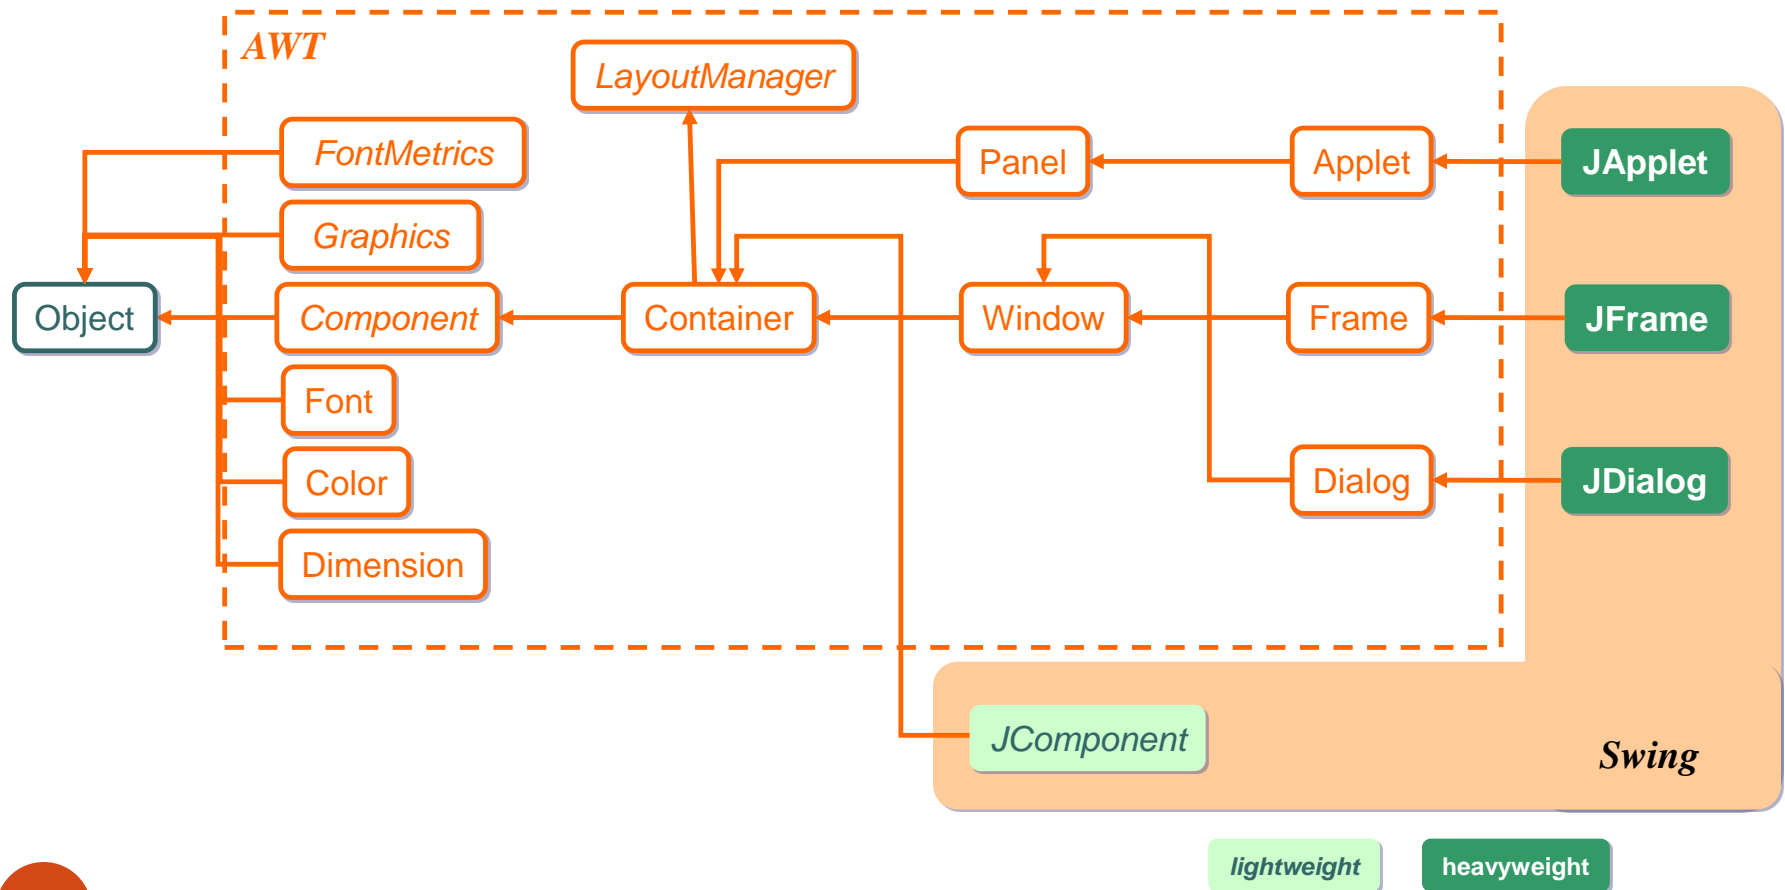 AWT
LayoutManager
FontMetrics
Panel
Applet
JApplet
Graphics
Object
Component
Container
Window
Frame
JFrame
Font
Color
Dialog
JDialog
Dimension
JComponent
Swing
lightweight
heavyweight